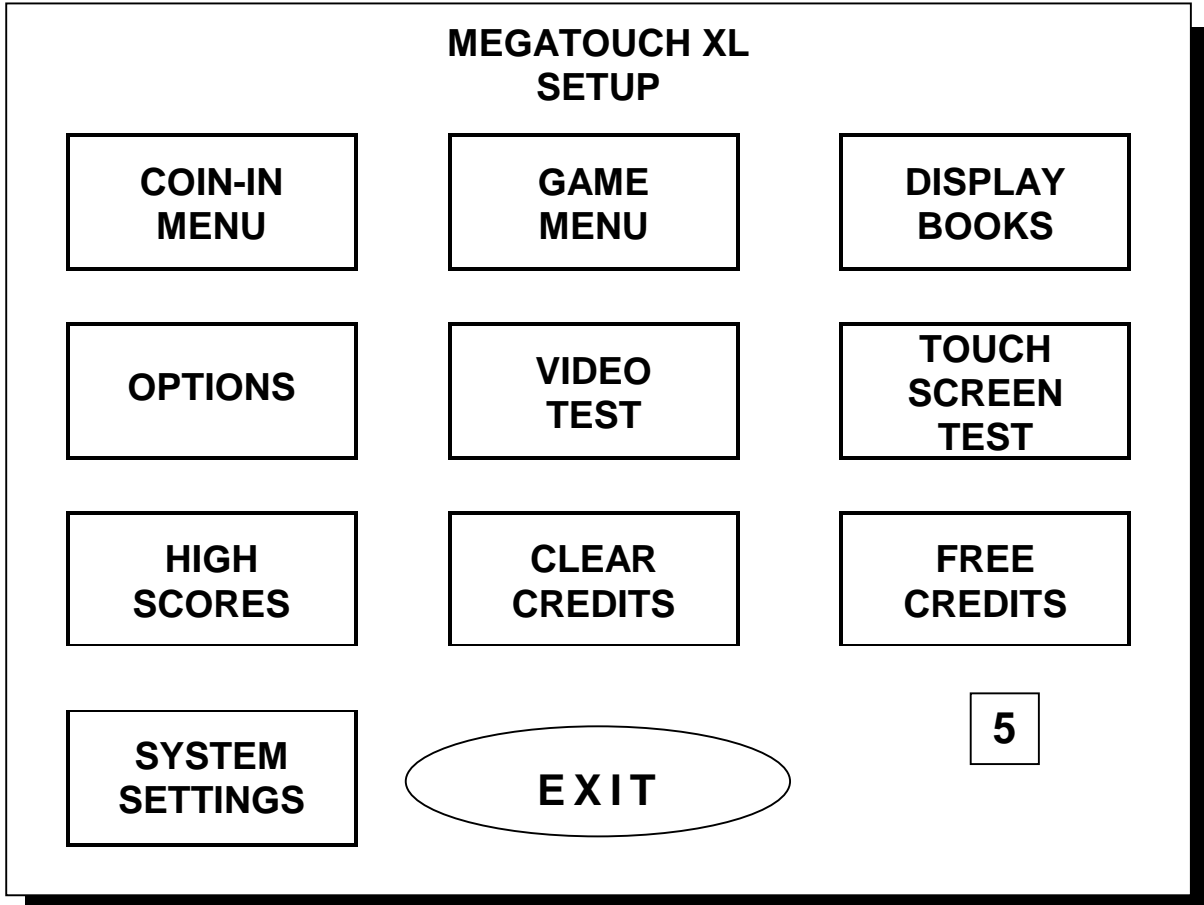 MEGATOUCH XL
SETUP
COIN-IN
MENU
GAME
MENU
DISPLAY
BOOKS
OPTIONS
VIDEO
TEST
TOUCH
SCREEN
TEST
HIGH
SCORES
CLEAR
CREDITS
FREE
CREDITS
SYSTEM
SETTINGS
EXIT
5